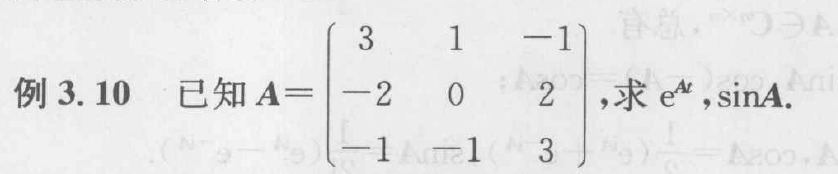 例 3.10 已知 A= ⎛ 3 1 −1 ⎞
⎜ −2 0 2 ⎟ ,求 e^{At} ,sinA.
⎝ −1 −1 3 ⎠